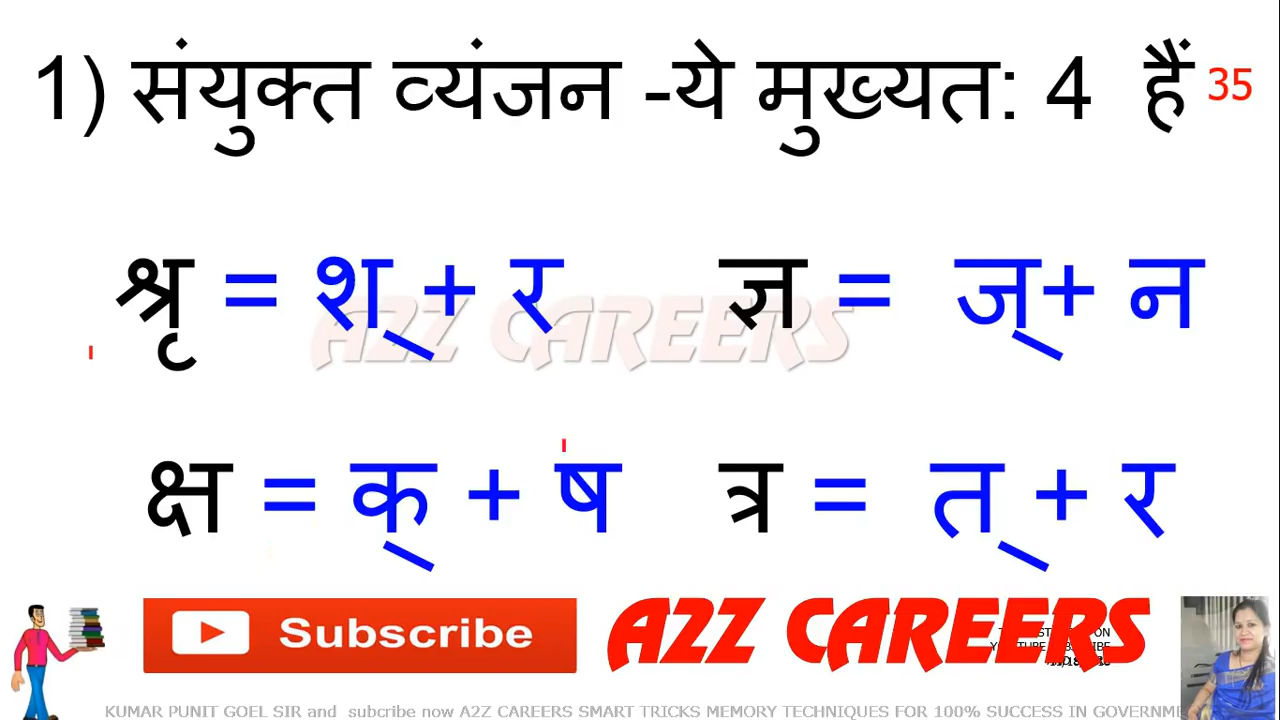 1) संयुक्त व्यंजन -ये मुख्यत: 4 हैं 35
श्रृ = श् + र ज्ञ = ज् + न
A2Z CAREERS
क्ष = क् + ष त्र = त् + र
Subscribe A2Z CAREERS
KUMAR PUNIT GOEL SIR and subcribe now A2Z CAREERS SMART TRICKS MEMORY TECHNIQUES FOR 100% SUCCESS IN